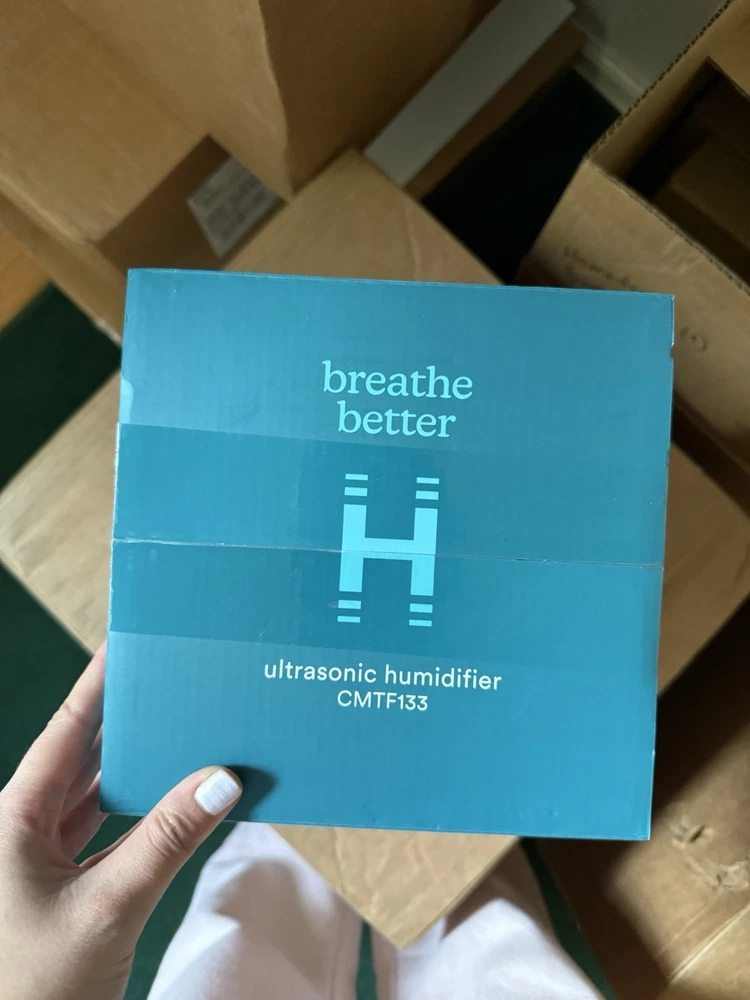 breathe
better
H
ultrasonic humidifier
CMTF133